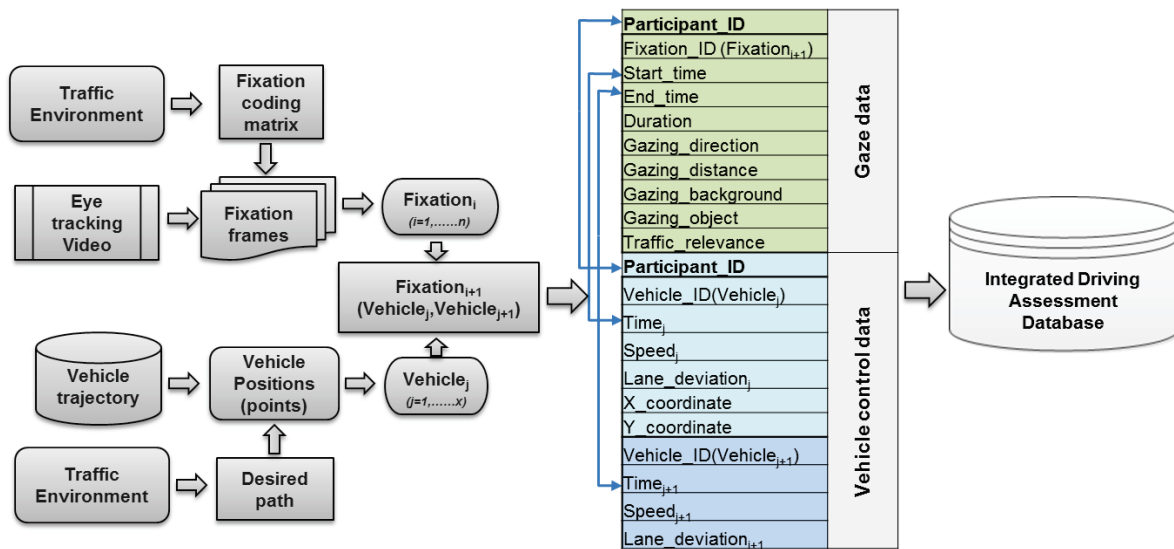 Traffic
Environment
Fixation
coding
matrix
Eye
tracking
Video
Fixation
frames
Fixationᵢ
(i=1,......n)
Fixationᵢ₊₁
(Vehicleⱼ,Vehicleⱼ₊₁)
Vehicle
trajectory
Vehicle
Positions
(points)
Vehicleⱼ
(j=1,......x)
Traffic
Environment
Desired
path
Participant_ID
Fixation_ID (Fixationᵢ₊₁)
Start_time
End_time
Duration
Gazing_direction
Gazing_distance
Gazing_background
Gazing_object
Traffic_relevance
Gaze data
Participant_ID
Vehicle_ID(Vehicleⱼ)
Timeⱼ
Speedⱼ
Lane_deviationⱼ
X_coordinate
Y_coordinate
Vehicle_ID(Vehicleⱼ₊₁)
Timeⱼ₊₁
Speedⱼ₊₁
Lane_deviationⱼ₊₁
Vehicle control data
Integrated Driving
Assessment
Database